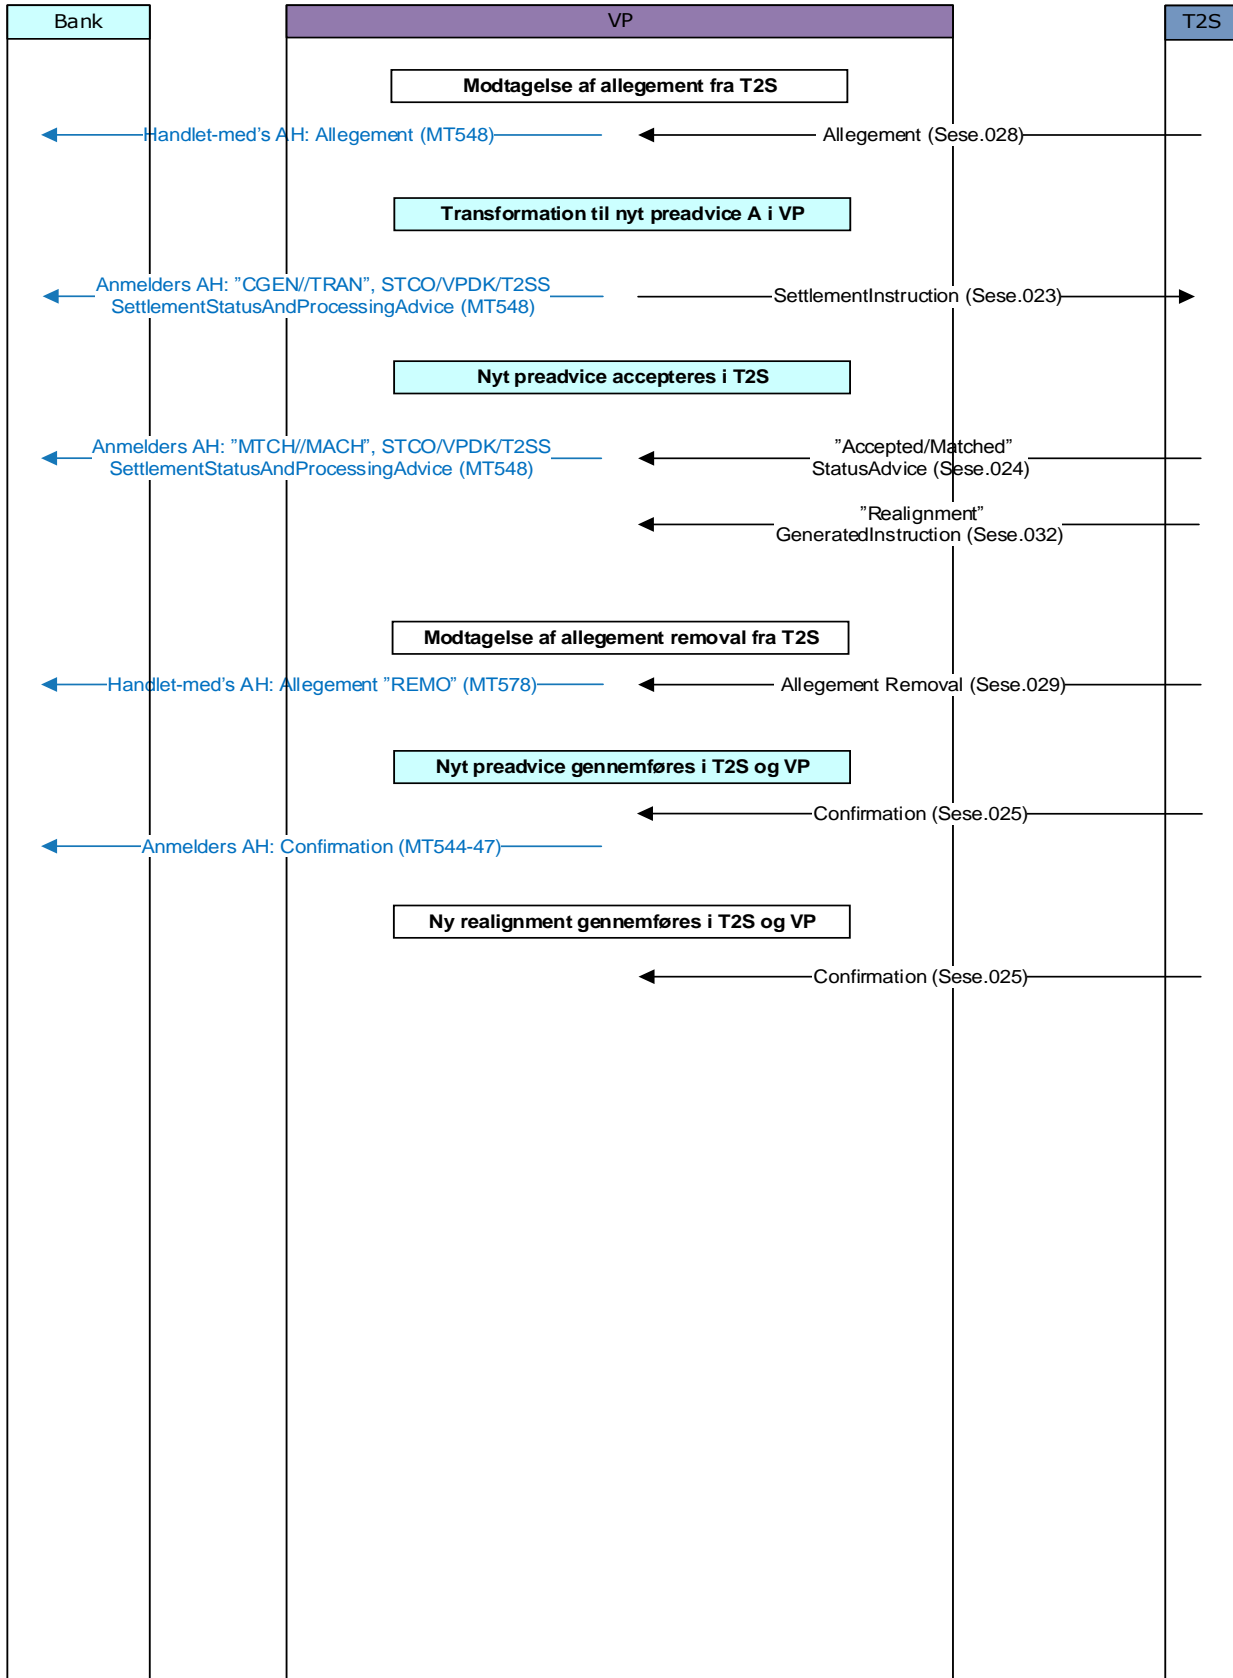 Bank
VP
T2S
Modtagelse af allegement fra T2S
Handlet-med's AH: Allegement (MT548)
Allegement (Sese.028)
Transformation til nyt preadvice A i VP
Anmelders AH: ”CGEN//TRAN”, STCO/VPDK/T2SS
SettlementStatusAndProcessingAdvice (MT548)
SettlementInstruction (Sese.023)
Nyt preadvice accepteres i T2S
Anmelders AH: ”MTCH//MACH”, STCO/VPDK/T2SS
SettlementStatusAndProcessingAdvice (MT548)
”Accepted/Matched”
StatusAdvice (Sese.024)
”Realignment”
GeneratedInstruction (Sese.032)
Modtagelse af allegement removal fra T2S
Handlet-med's AH: Allegement ”REMO” (MT578)
Allegement Removal (Sese.029)
Nyt preadvice gennemføres i T2S og VP
Confirmation (Sese.025)
Anmelders AH: Confirmation (MT544-47)
Ny realignment gennemføres i T2S og VP
Confirmation (Sese.025)